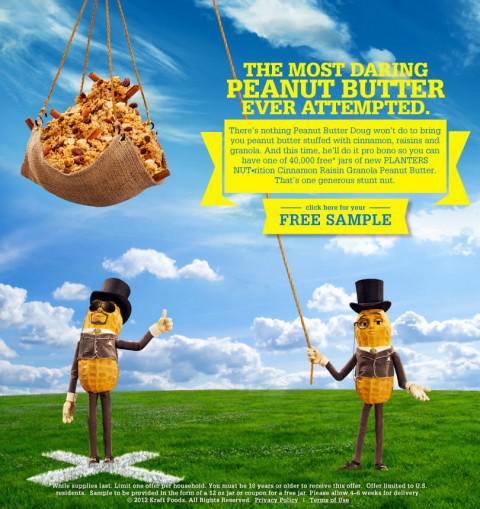 THE MOST DARING
PEANUT BUTTER
EVER ATTEMPTED.
There's nothing Peanut Butter Doug won't do to bring
you peanut butter stuffed with cinnamon, raisins and
granola. And this time, he'll do it pro bono so you can
have one of 40,000 free* jars of new PLANTERS
NUT•rition Cinnamon Raisin Granola Peanut Butter.
That's one generous stunt nut.
click here for your
FREE SAMPLE
While supplies last: Limit one offer per household. You must be 18 years or older to receive this offer. Offer limited to U.S.
residents. Sample to be provided in the form of a 12 oz jar or coupon for a free jar. Please allow 4-6 weeks for delivery.
© 2012 Kraft Foods. All Rights Reserved. Privacy Policy | Terms of Use